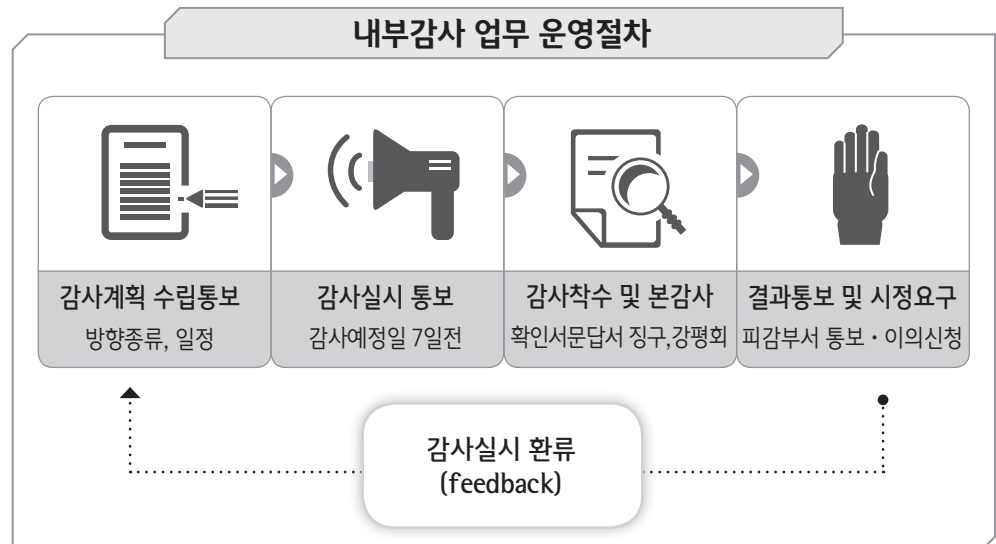 내부감사 업무 운영절차
감사계획 수립통보
방향종류, 일정
감사실시 통보
감사예정일 7일전
감사착수 및 본감사
확인서문답서 징구,강평회
결과통보 및 시정요구
피감부서 통보・이의신청
감사실시 환류
(feedback)